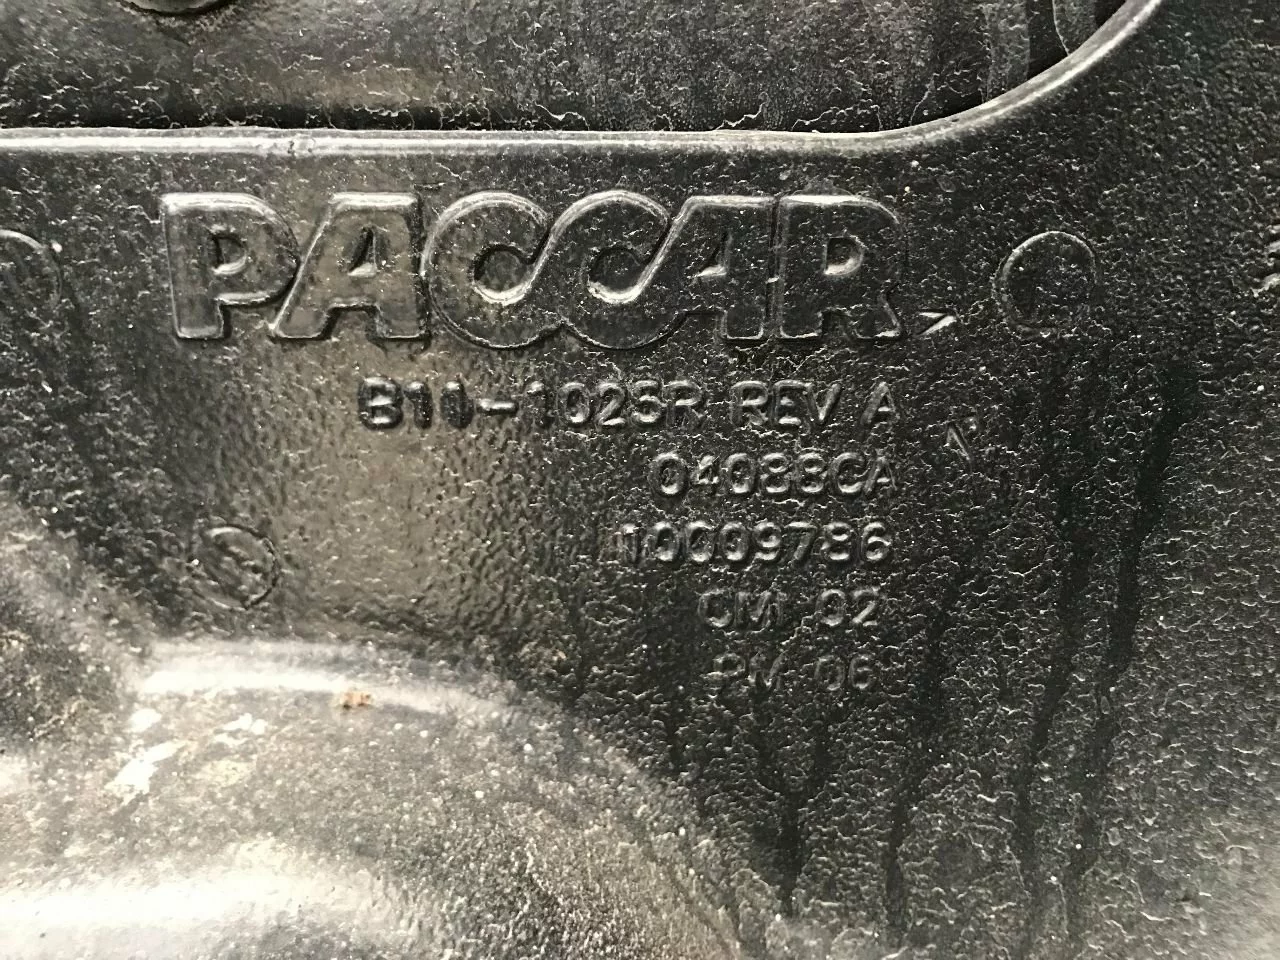 PACCAR
B11-1025R REV A
04088CA
10009786
CM 02
PM 06